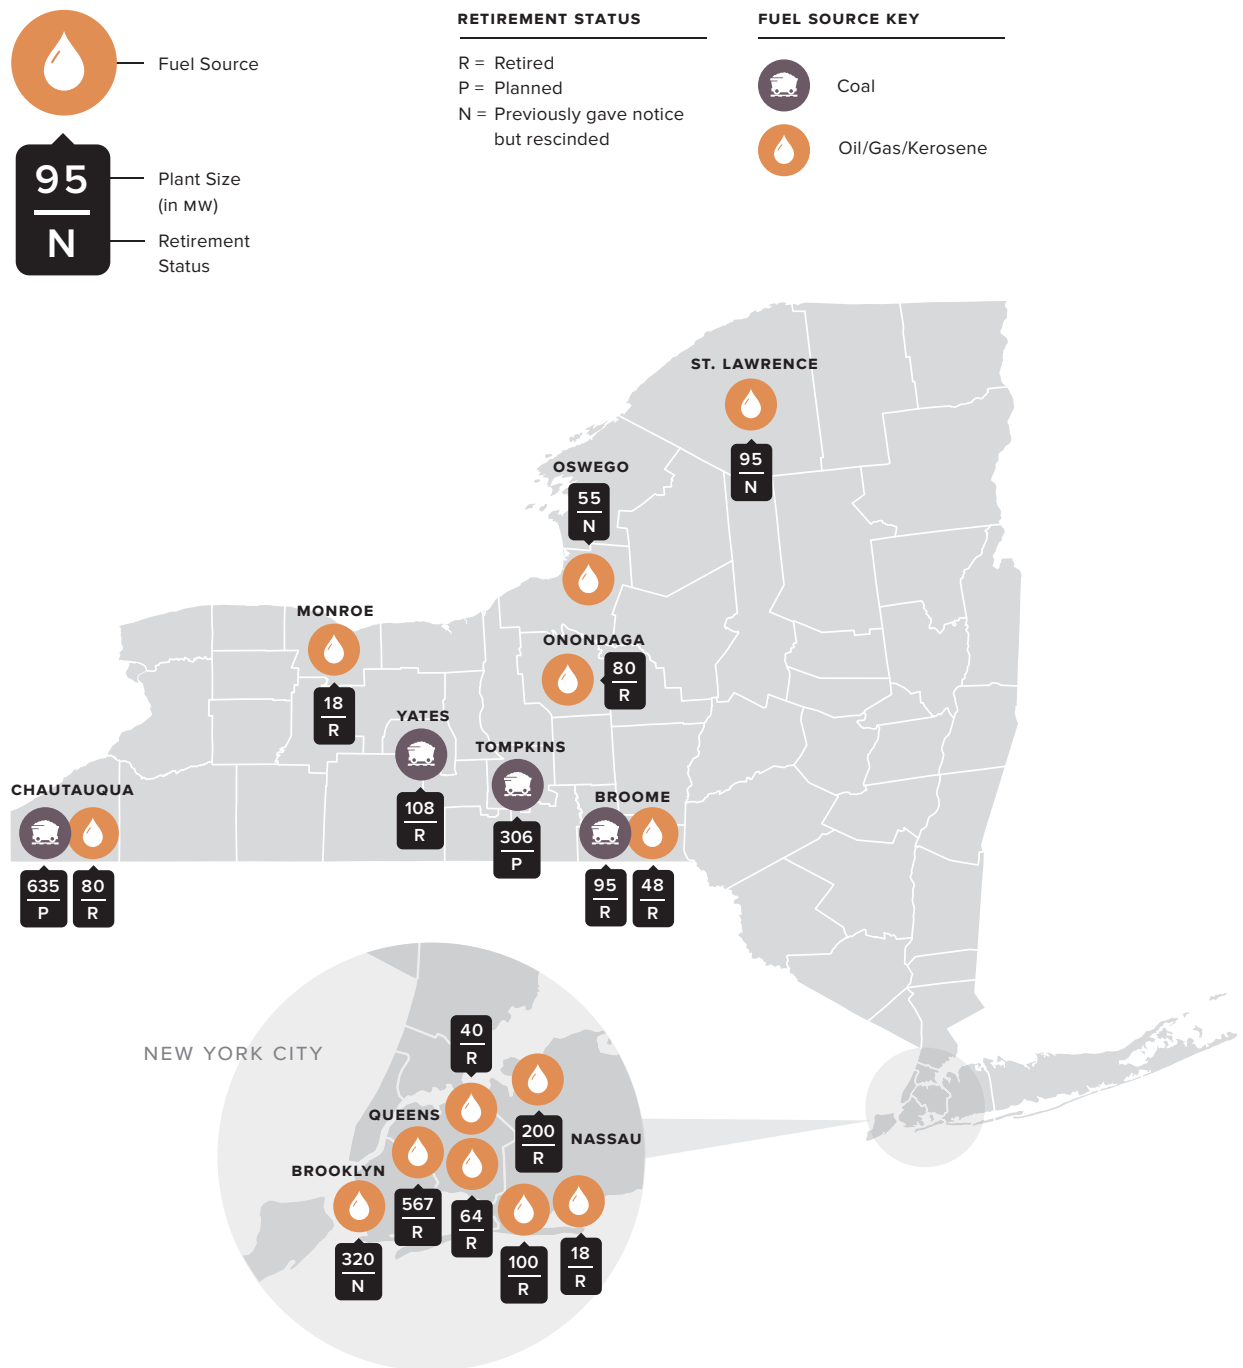 Fuel Source
95
N
Plant Size
(in MW)
Retirement
Status
RETIREMENT STATUS
R = Retired
P = Planned
N = Previously gave notice
but rescinded
FUEL SOURCE KEY
Coal
Oil/Gas/Kerosene
ST. LAWRENCE
95
N
OSWEGO
55
N
MONROE
18
R
ONONDAGA
80
R
YATES
108
R
TOMPKINS
306
P
CHAUTAUQUA
635
P
80
R
BROOME
95
R
48
R
NEW YORK CITY
40
R
QUEENS
567
R
64
R
200
R
NASSAU
BROOKLYN
320
N
100
R
18
R